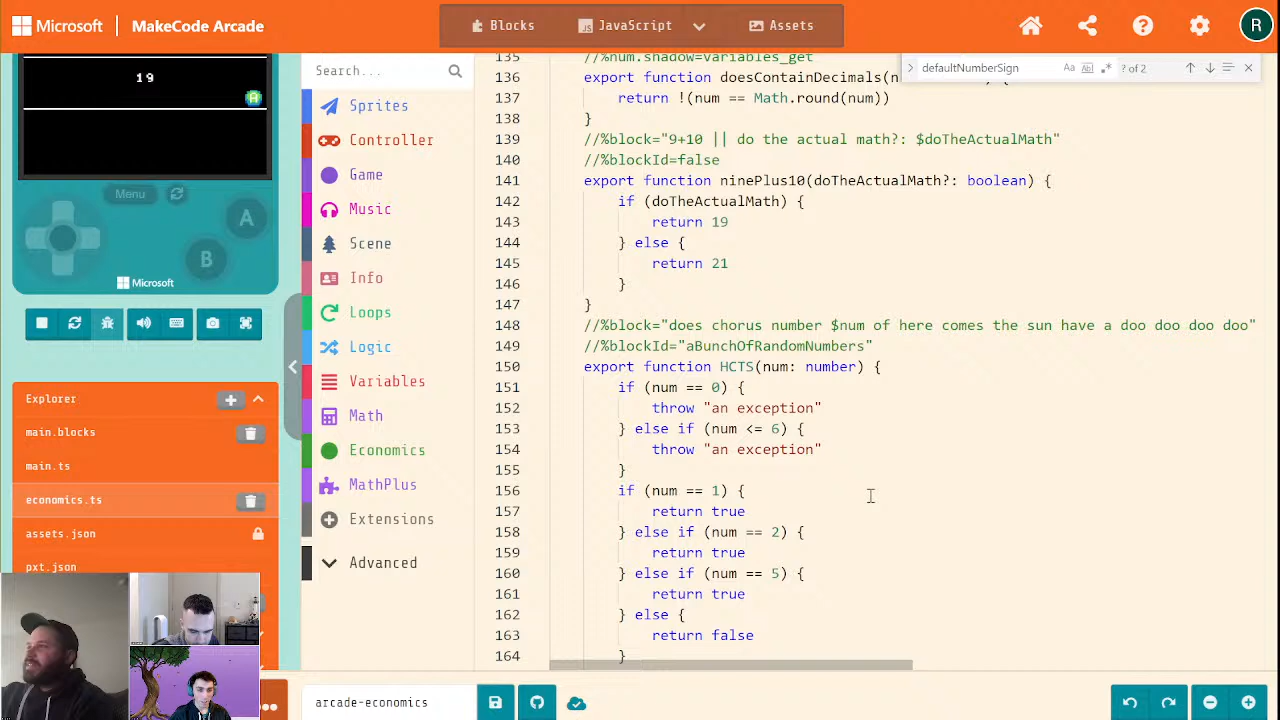 Microsoft
MakeCode Arcade
Blocks
JavaScript
Assets
R
19
Menu
A
B
Microsoft
Explorer
main.blocks
main.ts
economics.ts
assets.json
pxt.json
Search...
Sprites
Controller
Game
Music
Scene
Info
Loops
Logic
Variables
Math
Economics
MathPlus
Extensions
Advanced
defaultNumberSign
? of 2
135 //%num.shadow=variables_get
136 export function doesContainDecimals(n
137 return !(num == Math.round(num))
138 }
139 //%block="9+10 || do the actual math?: $doTheActualMath"
140 //%blockId=false
141 export function ninePlus10(doTheActualMath?: boolean) {
142 if (doTheActualMath) {
143 return 19
144 } else {
145 return 21
146 }
147 }
148 //%block="does chorus number $num of here comes the sun have a doo doo doo doo"
149 //%blockId="aBunchOfRandomNumbers"
150 export function HCTS(num: number) {
151 if (num == 0) {
152 throw "an exception"
153 } else if (num <= 6) {
154 throw "an exception"
155 }
156 if (num == 1) {
157 return true
158 } else if (num == 2) {
159 return true
160 } else if (num == 5) {
161 return true
162 } else {
163 return false
164 }
arcade-economics